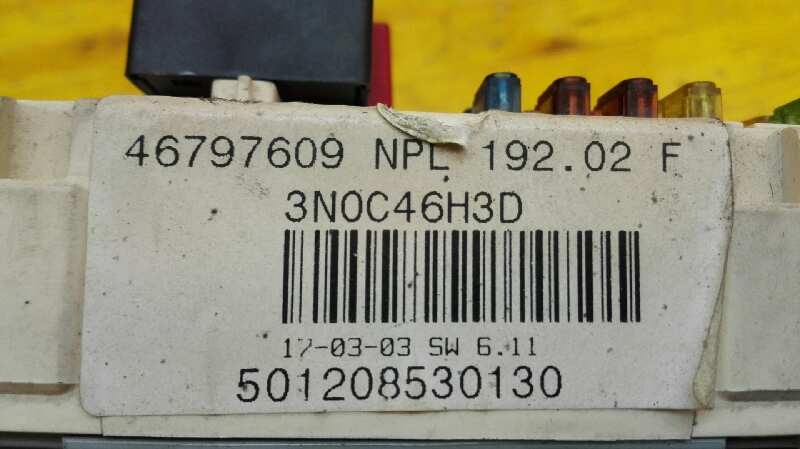 46797609 NPL 192.02 F
3N0C46H3D
17-03-03 SW 6.11
501208530130